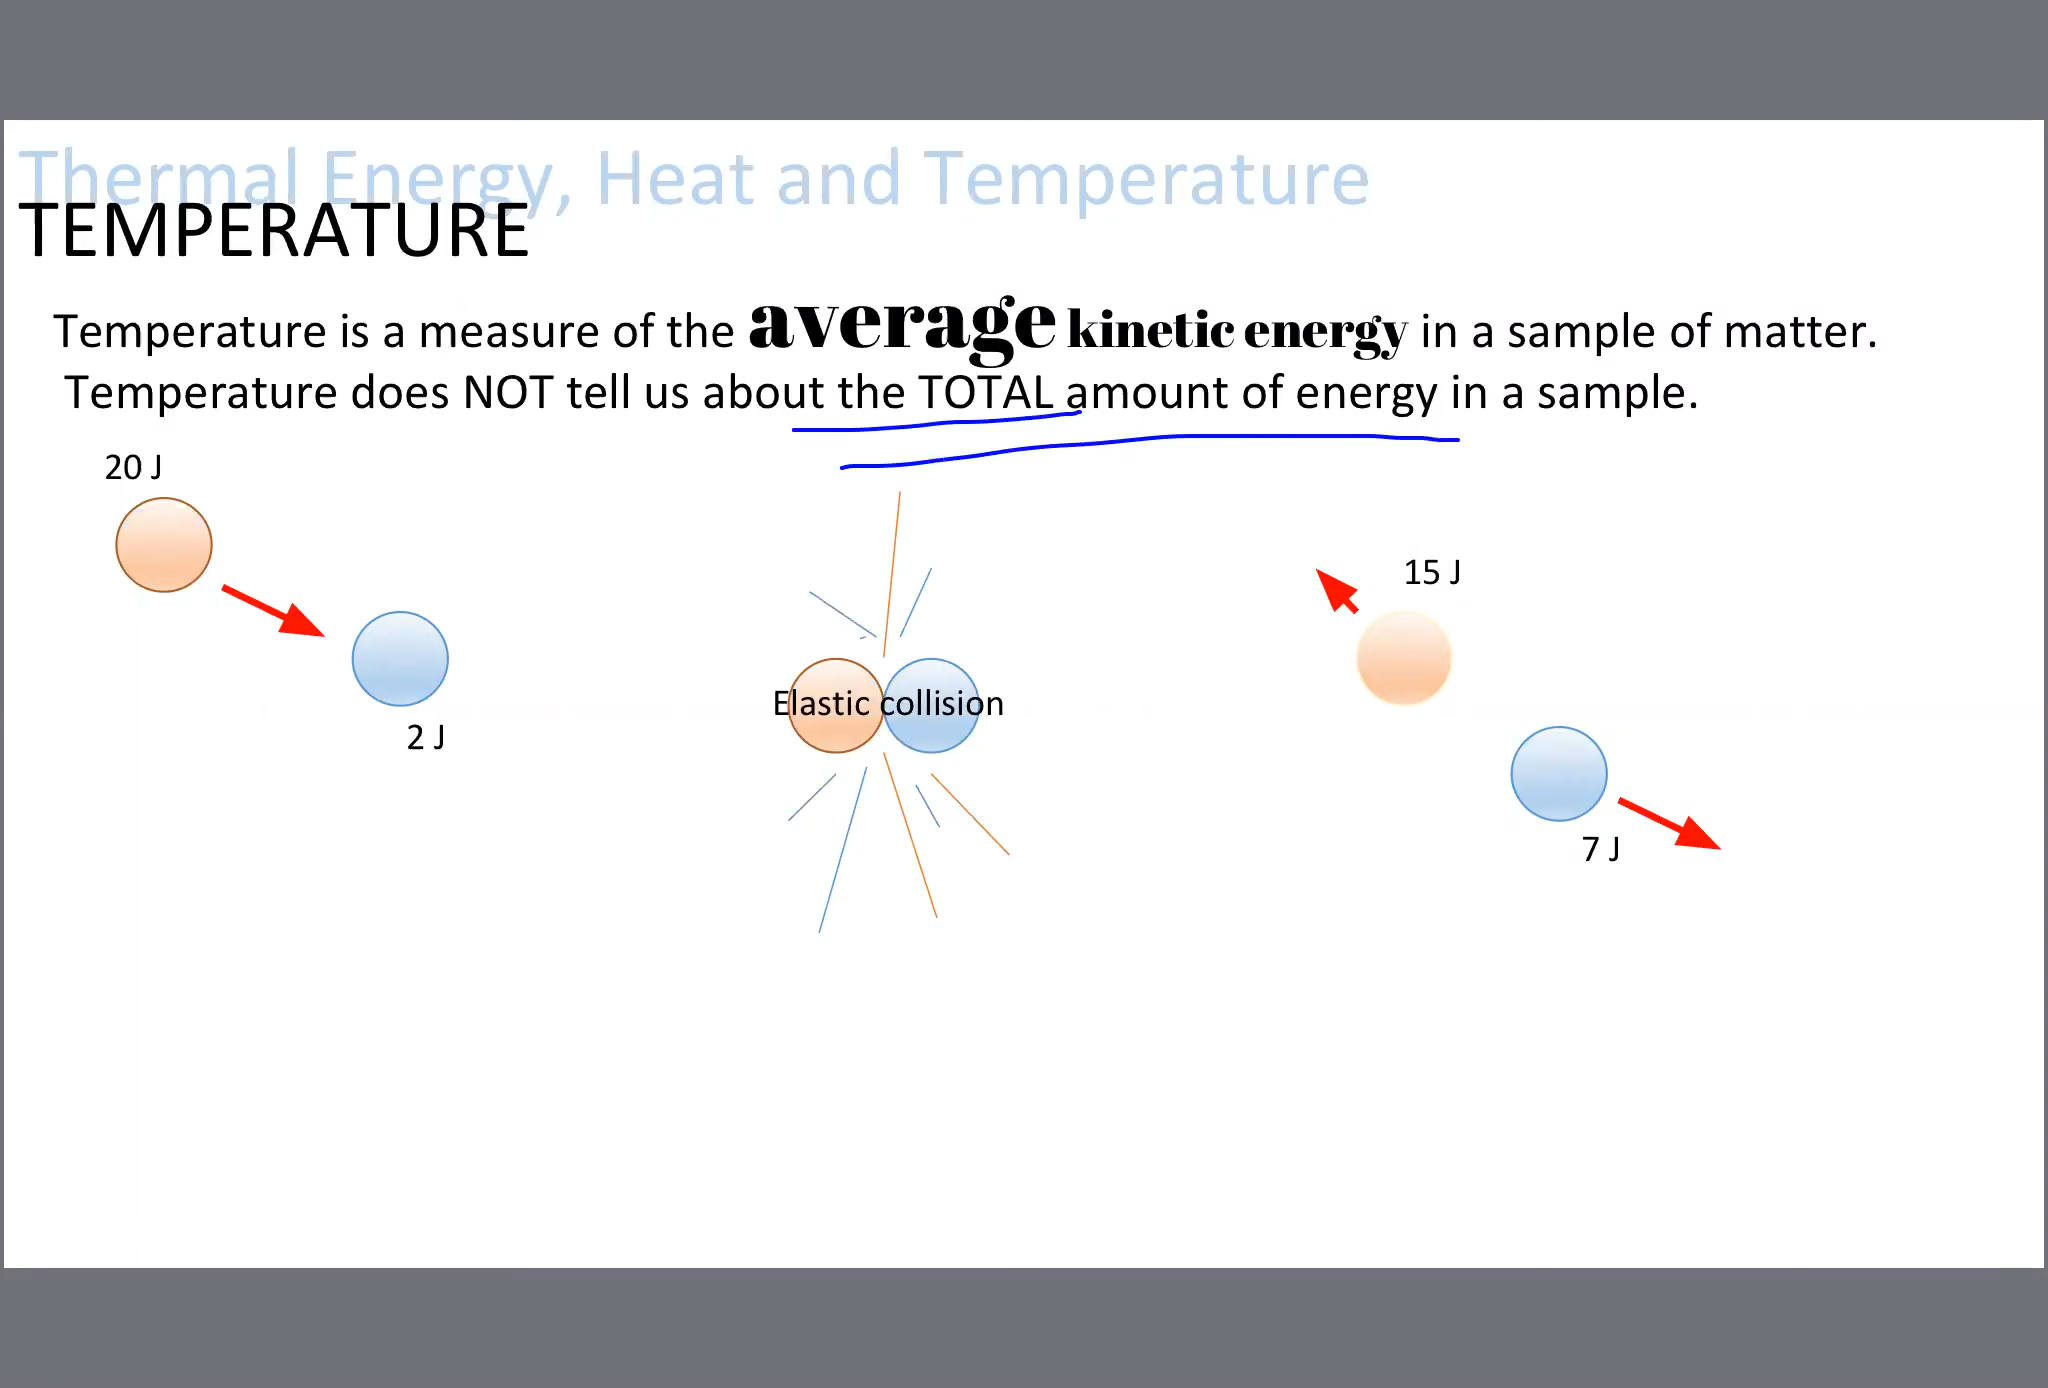 Thermal Energy, Heat and Temperature
TEMPERATURE
Temperature is a measure of the average kinetic energy in a sample of matter.
Temperature does NOT tell us about the TOTAL amount of energy in a sample.
20 J
2 J
Elastic collision
15 J
7 J